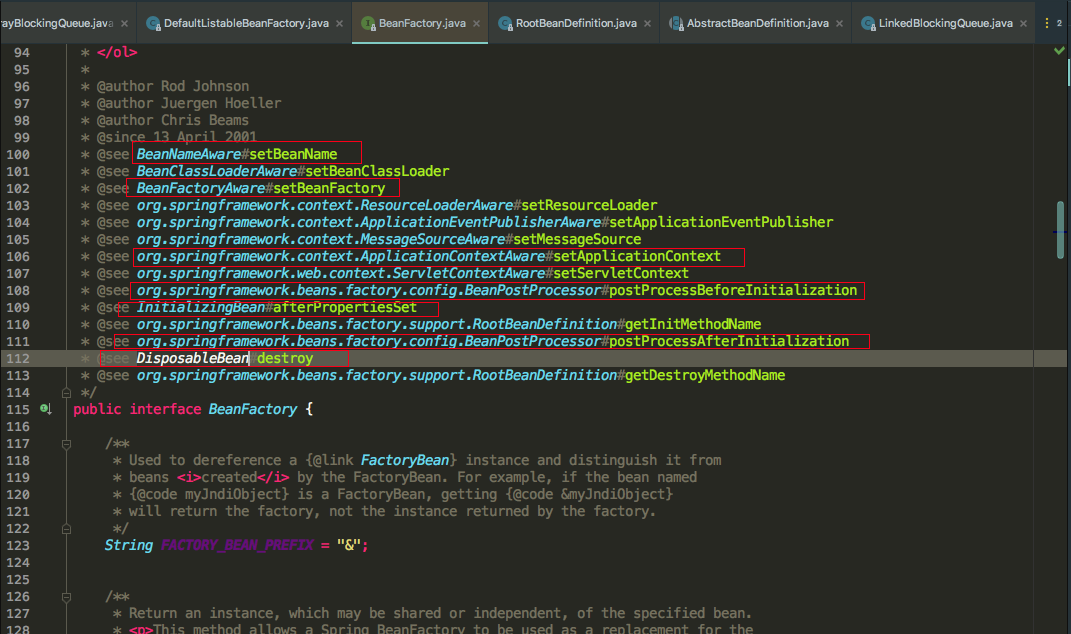 ayBlockingQueue.java × DefaultListableBeanFactory.java × BeanFactory.java × RootBeanDefinition.java × AbstractBeanDefinition.java × LinkedBlockingQueue.java × 2
94 * </ol>
95 *
96 * @author Rod Johnson
97 * @author Juergen Hoeller
98 * @author Chris Beams
99 * @since 13 April 2001
100 * @see BeanNameAware#setBeanName
101 * @see BeanClassLoaderAware#setBeanClassLoader
102 * @see BeanFactoryAware#setBeanFactory
103 * @see org.springframework.context.ResourceLoaderAware#setResourceLoader
104 * @see org.springframework.context.ApplicationEventPublisherAware#setApplicationEventPublisher
105 * @see org.springframework.context.MessageSourceAware#setMessageSource
106 * @see org.springframework.context.ApplicationContextAware#setApplicationContext
107 * @see org.springframework.web.context.ServletContextAware#setServletContext
108 * @see org.springframework.beans.factory.config.BeanPostProcessor#postProcessBeforeInitialization
109 * @see InitializingBean#afterPropertiesSet
110 * @see org.springframework.beans.factory.support.RootBeanDefinition#getInitMethodName
111 * @see org.springframework.beans.factory.config.BeanPostProcessor#postProcessAfterInitialization
112 * @see DisposableBean#destroy
113 * @see org.springframework.beans.factory.support.RootBeanDefinition#getDestroyMethodName
114 */
115 public interface BeanFactory {
116
117 /**
118 * Used to dereference a {@link FactoryBean} instance and distinguish it from
119 * beans <i>created</i> by the FactoryBean. For example, if the bean named
120 * {@code myJndiObject} is a FactoryBean, getting {@code &myJndiObject}
121 * will return the factory, not the instance returned by the factory.
122 */
123 String FACTORY_BEAN_PREFIX = "&";
124
125
126 /**
127 * Return an instance, which may be shared or independent, of the specified bean.
128 * <p>This method allows a Spring BeanFactory to be used as a replacement for the